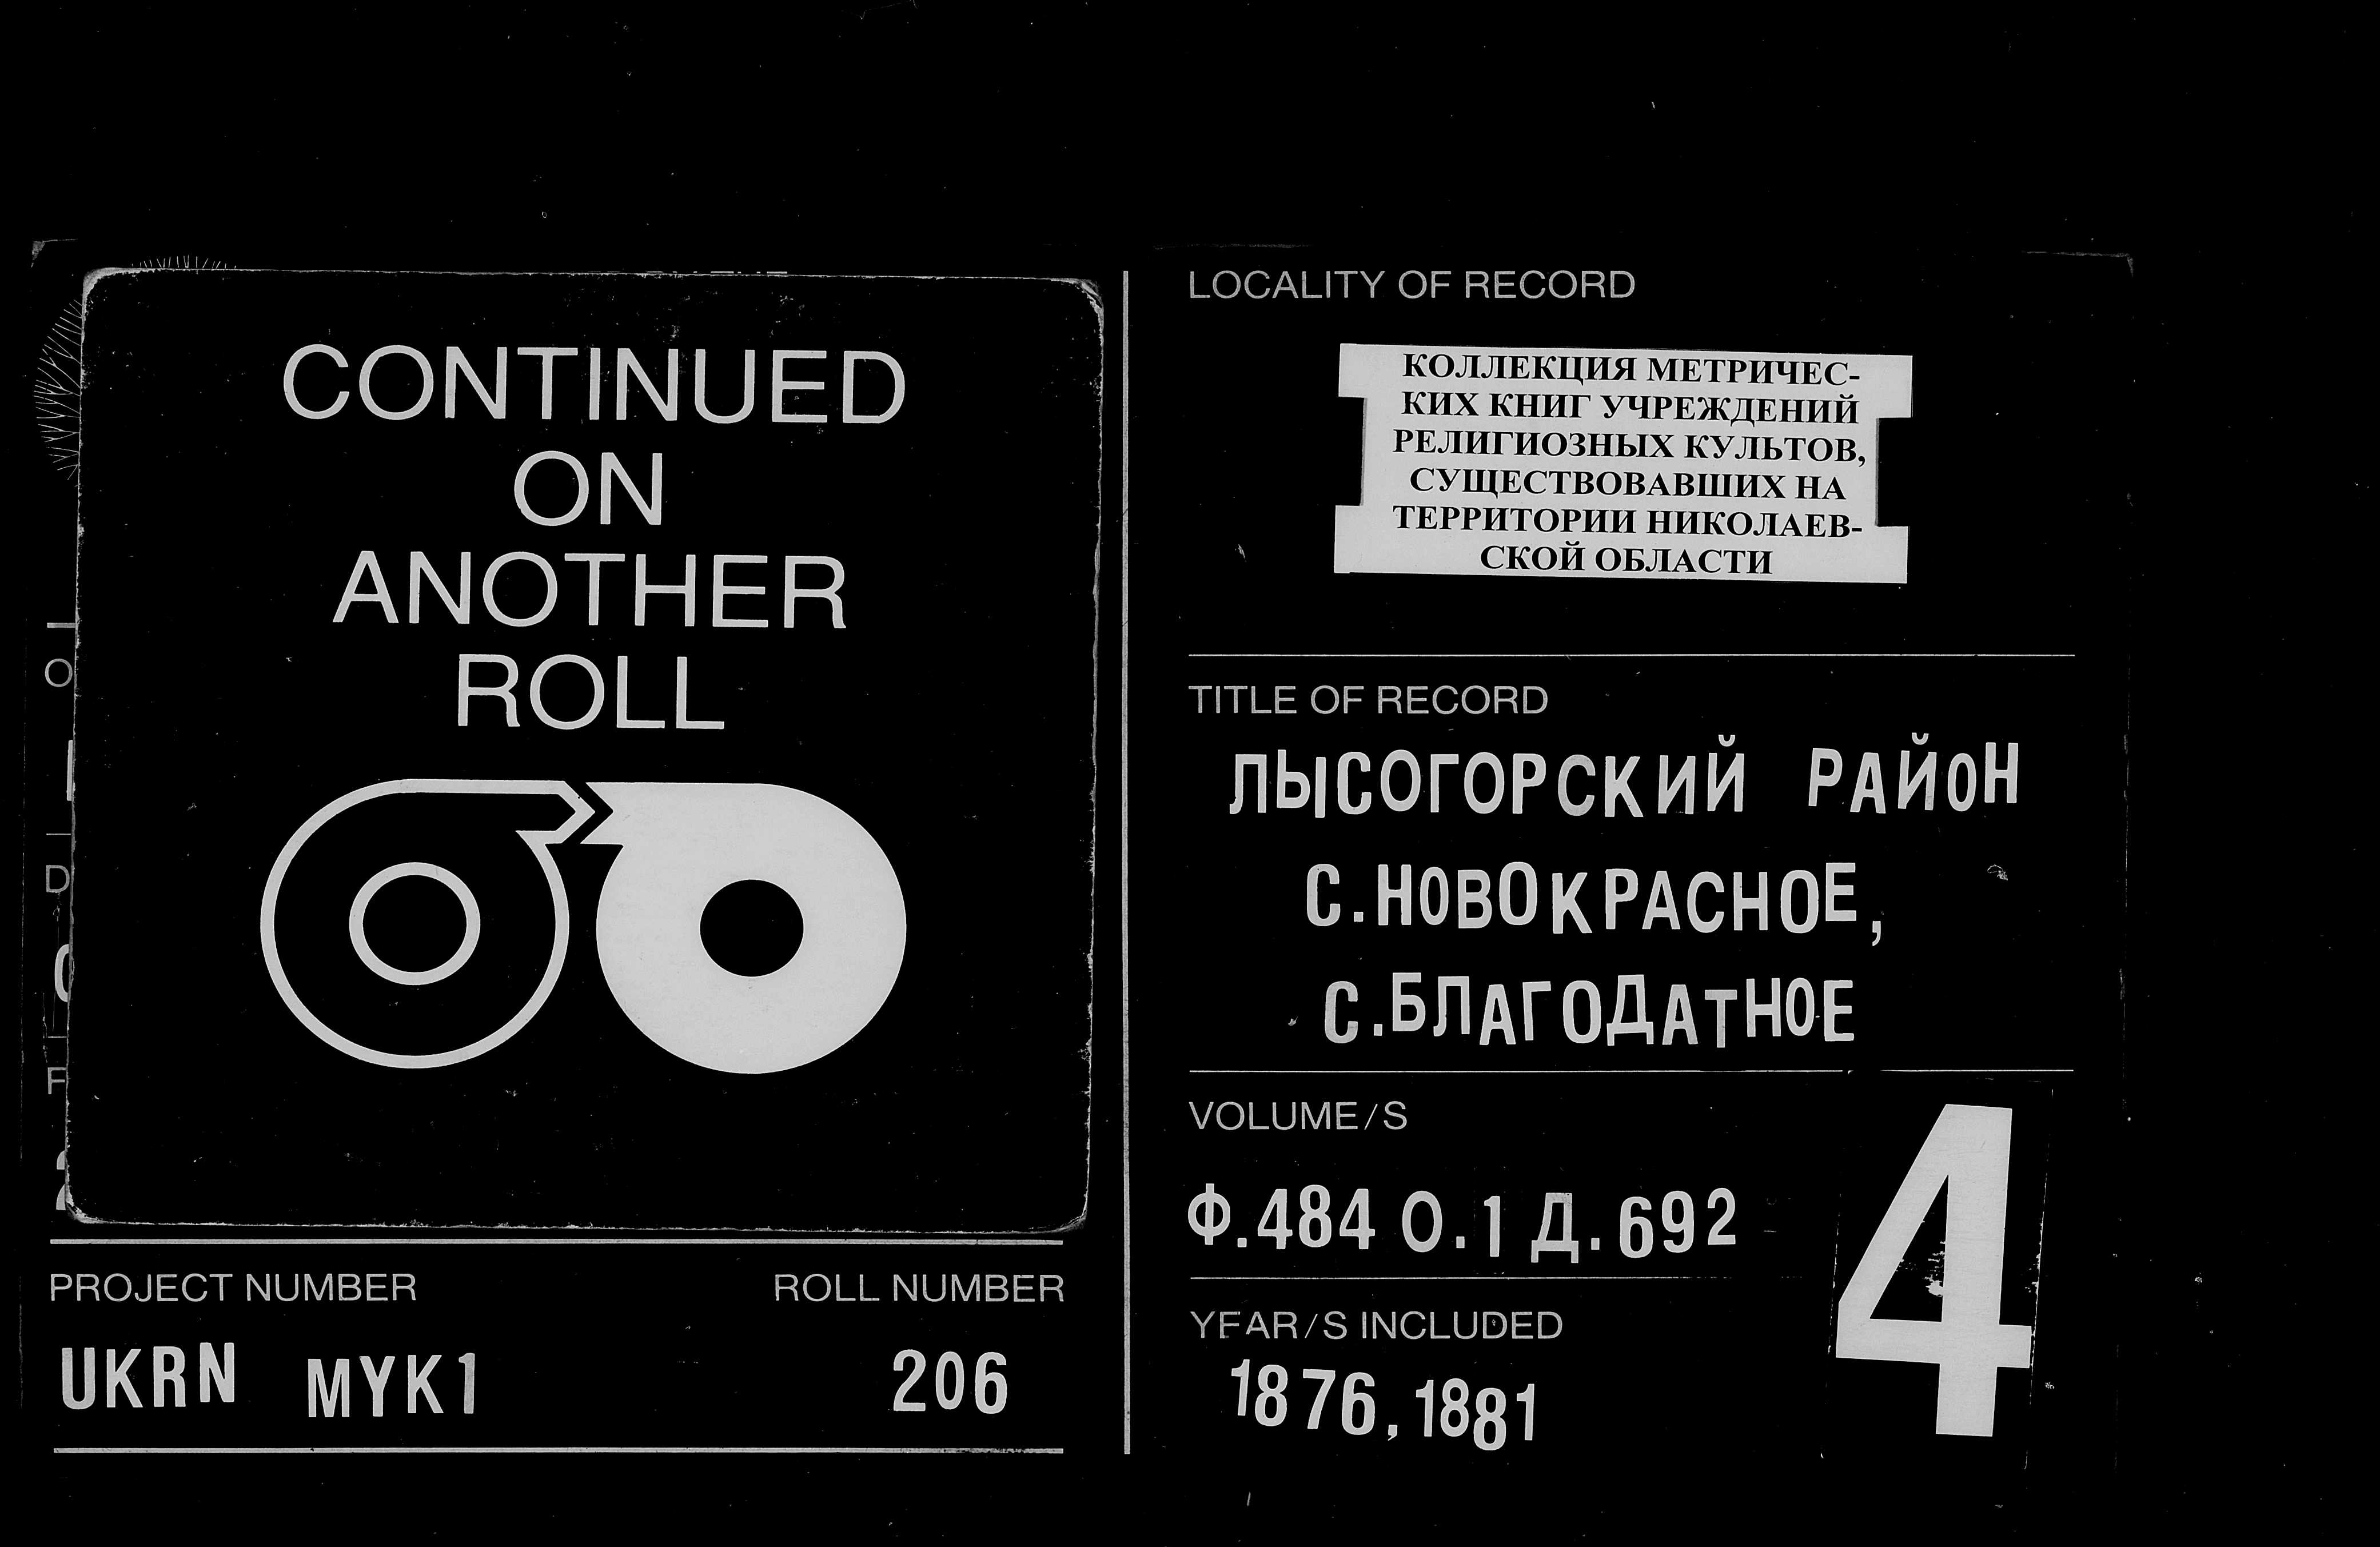 CONTINUED
ON
ANOTHER
ROLL
PROJECT NUMBER
ROLL NUMBER
UKRN MYK1
206
LOCALITY OF RECORD
КОЛЛЕКЦИЯ МЕТРИЧЕС-
КИХ КНИГ УЧРЕЖДЕНИЙ
РЕЛИГИОЗНЫХ КУЛЬТОВ,
СУЩЕСТВОВАВШИХ НА
ТЕРРИТОРИИ НИКОЛАЕВ-
СКОЙ ОБЛАСТИ
TITLE OF RECORD
ЛЫСОГОРСКИЙ РАЙОН
С.НОВОКРАСНОЕ,
С.БЛАГОДАТНОЕ
VOLUME/S
Ф.484 О.1 Д.692
4
YEAR/S INCLUDED
1876,1881